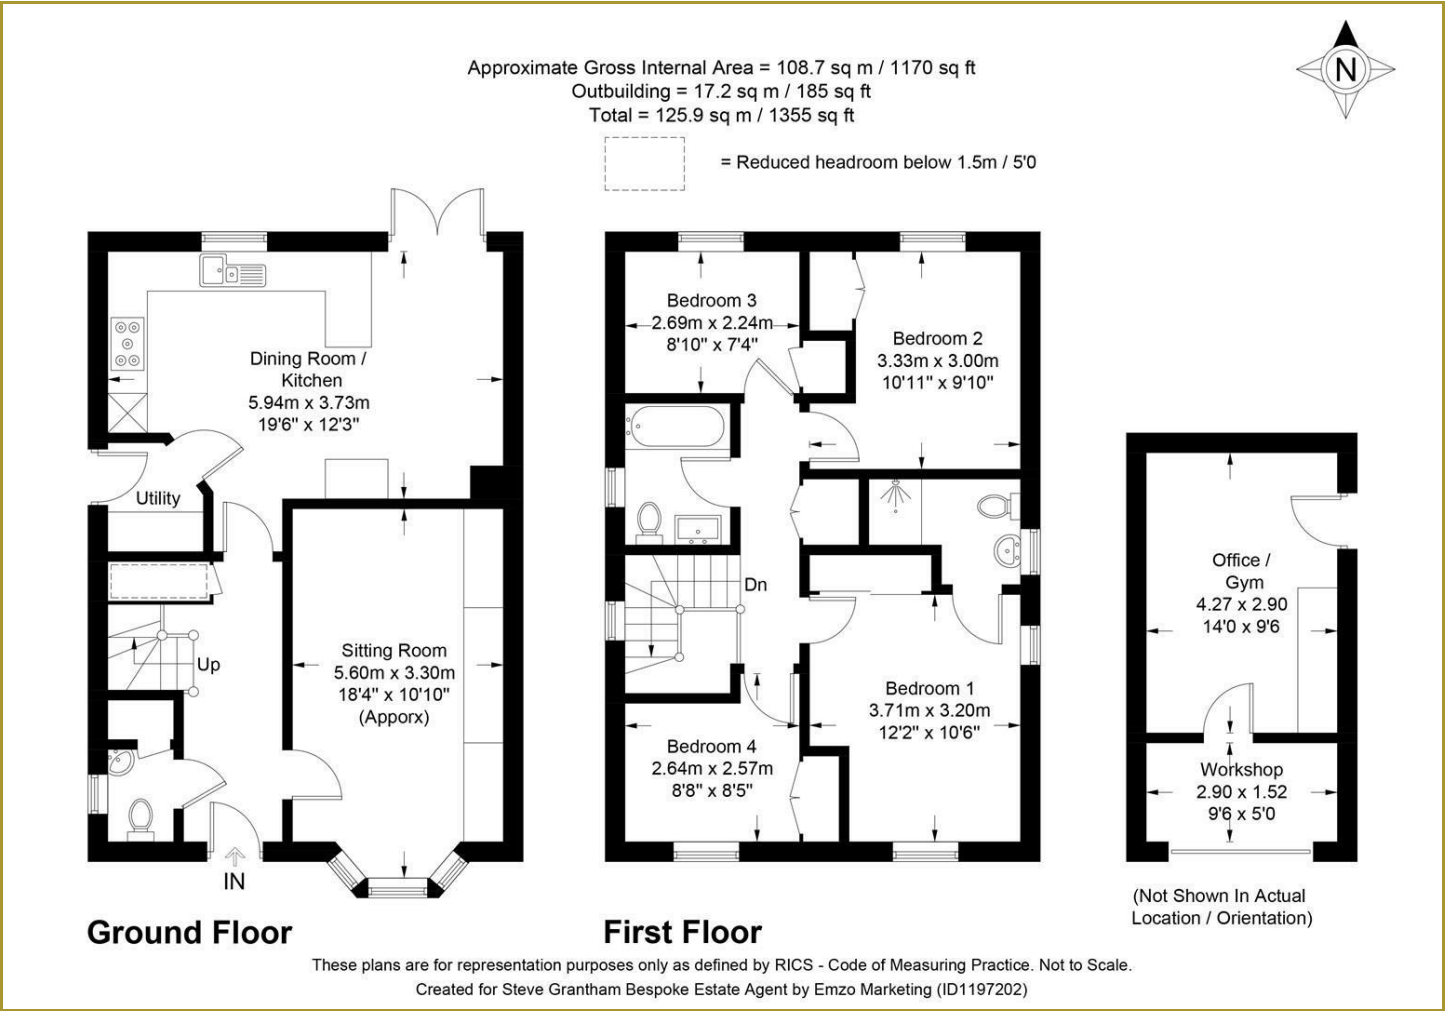 Approximate Gross Internal Area = 108.7 sq m / 1170 sq ft
Outbuilding = 17.2 sq m / 185 sq ft
Total = 125.9 sq m / 1355 sq ft
N
= Reduced headroom below 1.5m / 5'0
Dining Room /
Kitchen
5.94m x 3.73m
19'6" x 12'3"
Utility
Up
Sitting Room
5.60m x 3.30m
18'4" x 10'10"
(Apporx)
IN
Ground Floor
Bedroom 3
2.69m x 2.24m
8'10" x 7'4"
Bedroom 2
3.33m x 3.00m
10'11" x 9'10"
Dn
Bedroom 1
3.71m x 3.20m
12'2" x 10'6"
Bedroom 4
2.64m x 2.57m
8'8" x 8'5"
First Floor
Office /
Gym
4.27 x 2.90
14'0 x 9'6
Workshop
2.90 x 1.52
9'6 x 5'0
(Not Shown In Actual
Location / Orientation)
These plans are for representation purposes only as defined by RICS - Code of Measuring Practice. Not to Scale.
Created for Steve Grantham Bespoke Estate Agent by Emzo Marketing (ID1197202)